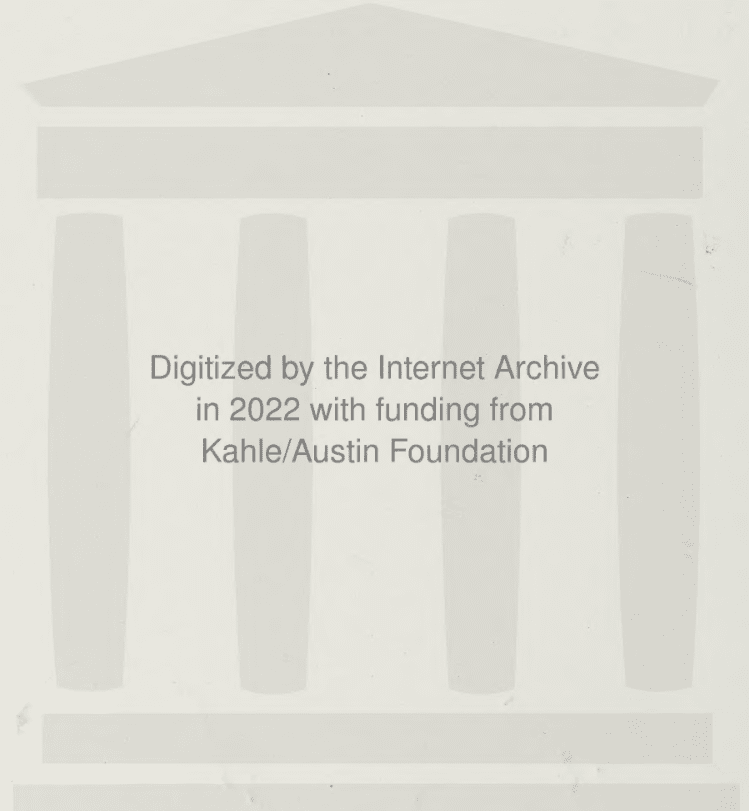 Digitized by the Internet Archive
in 2022 with funding from
Kahle/Austin Foundation